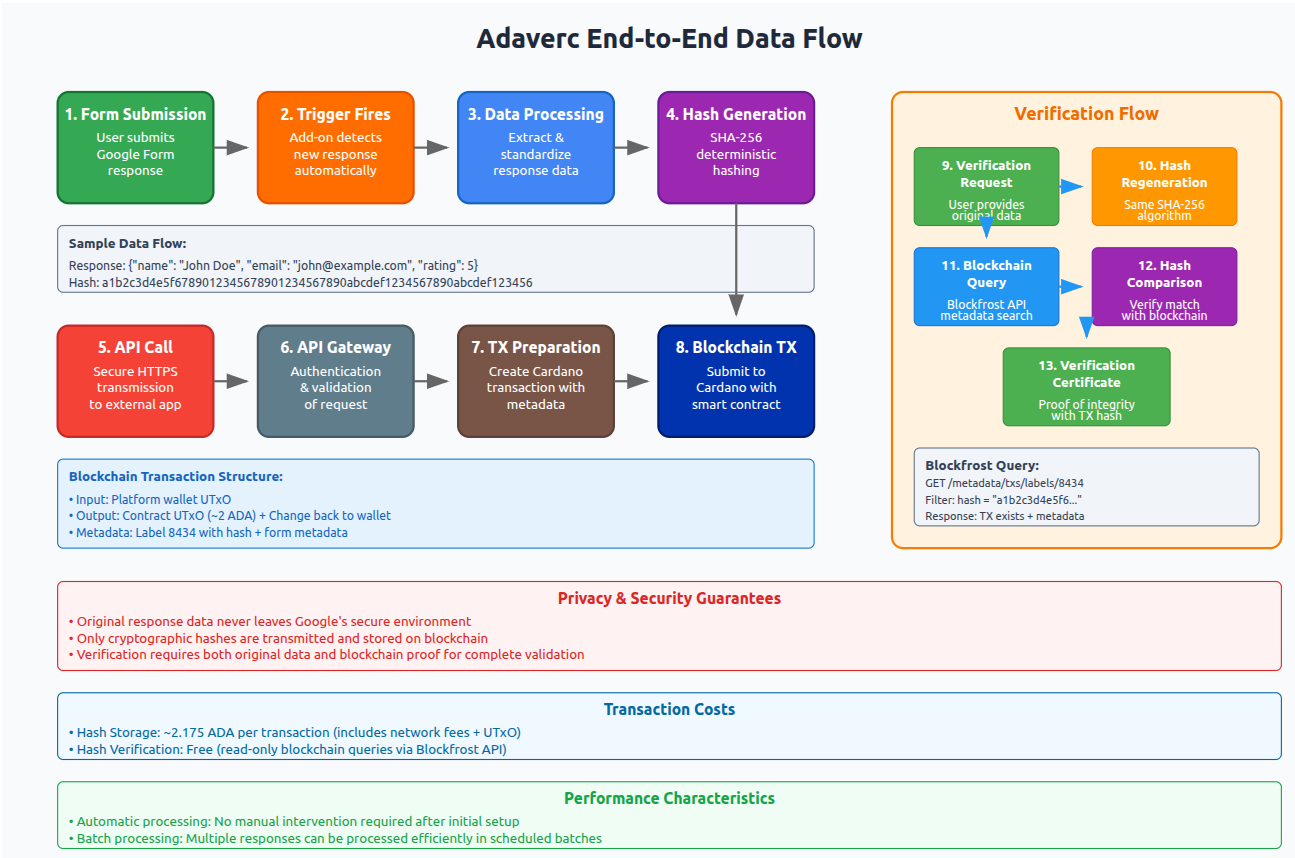 Adaverc End-to-End Data Flow
1. Form Submission
User submits
Google Form
response
2. Trigger Fires
Add-on detects
new response
automatically
3. Data Processing
Extract &
standardize
response data
4. Hash Generation
SHA-256
deterministic
hashing
Sample Data Flow:
Response: {"name": "John Doe", "email": "john@example.com", "rating": 5}
Hash: a1b2c3d4e5f6789012345678901234567890abcdef1234567890abcdef123456
5. API Call
Secure HTTPS
transmission
to external app
6. API Gateway
Authentication
& validation
of request
7. TX Preparation
Create Cardano
transaction with
metadata
8. Blockchain TX
Submit to
Cardano with
smart contract
Blockchain Transaction Structure:
• Input: Platform wallet UTxO
• Output: Contract UTxO (~2 ADA) + Change back to wallet
• Metadata: Label 8434 with hash + form metadata
Verification Flow
9. Verification
Request
User provides
original data
10. Hash
Regeneration
Same SHA-256
algorithm
11. Blockchain
Query
Blockfrost API
metadata search
12. Hash
Comparison
Verify match
with blockchain
13. Verification
Certificate
Proof of integrity
with TX hash
Blockfrost Query:
GET /metadata/txs/labels/8434
Filter: hash = "a1b2c3d4e5f6..."
Response: TX exists + metadata
Privacy & Security Guarantees
• Original response data never leaves Google's secure environment
• Only cryptographic hashes are transmitted and stored on blockchain
• Verification requires both original data and blockchain proof for complete validation
Transaction Costs
• Hash Storage: ~2.175 ADA per transaction (includes network fees + UTxO)
• Hash Verification: Free (read-only blockchain queries via Blockfrost API)
Performance Characteristics
• Automatic processing: No manual intervention required after initial setup
• Batch processing: Multiple responses can be processed efficiently in scheduled batches